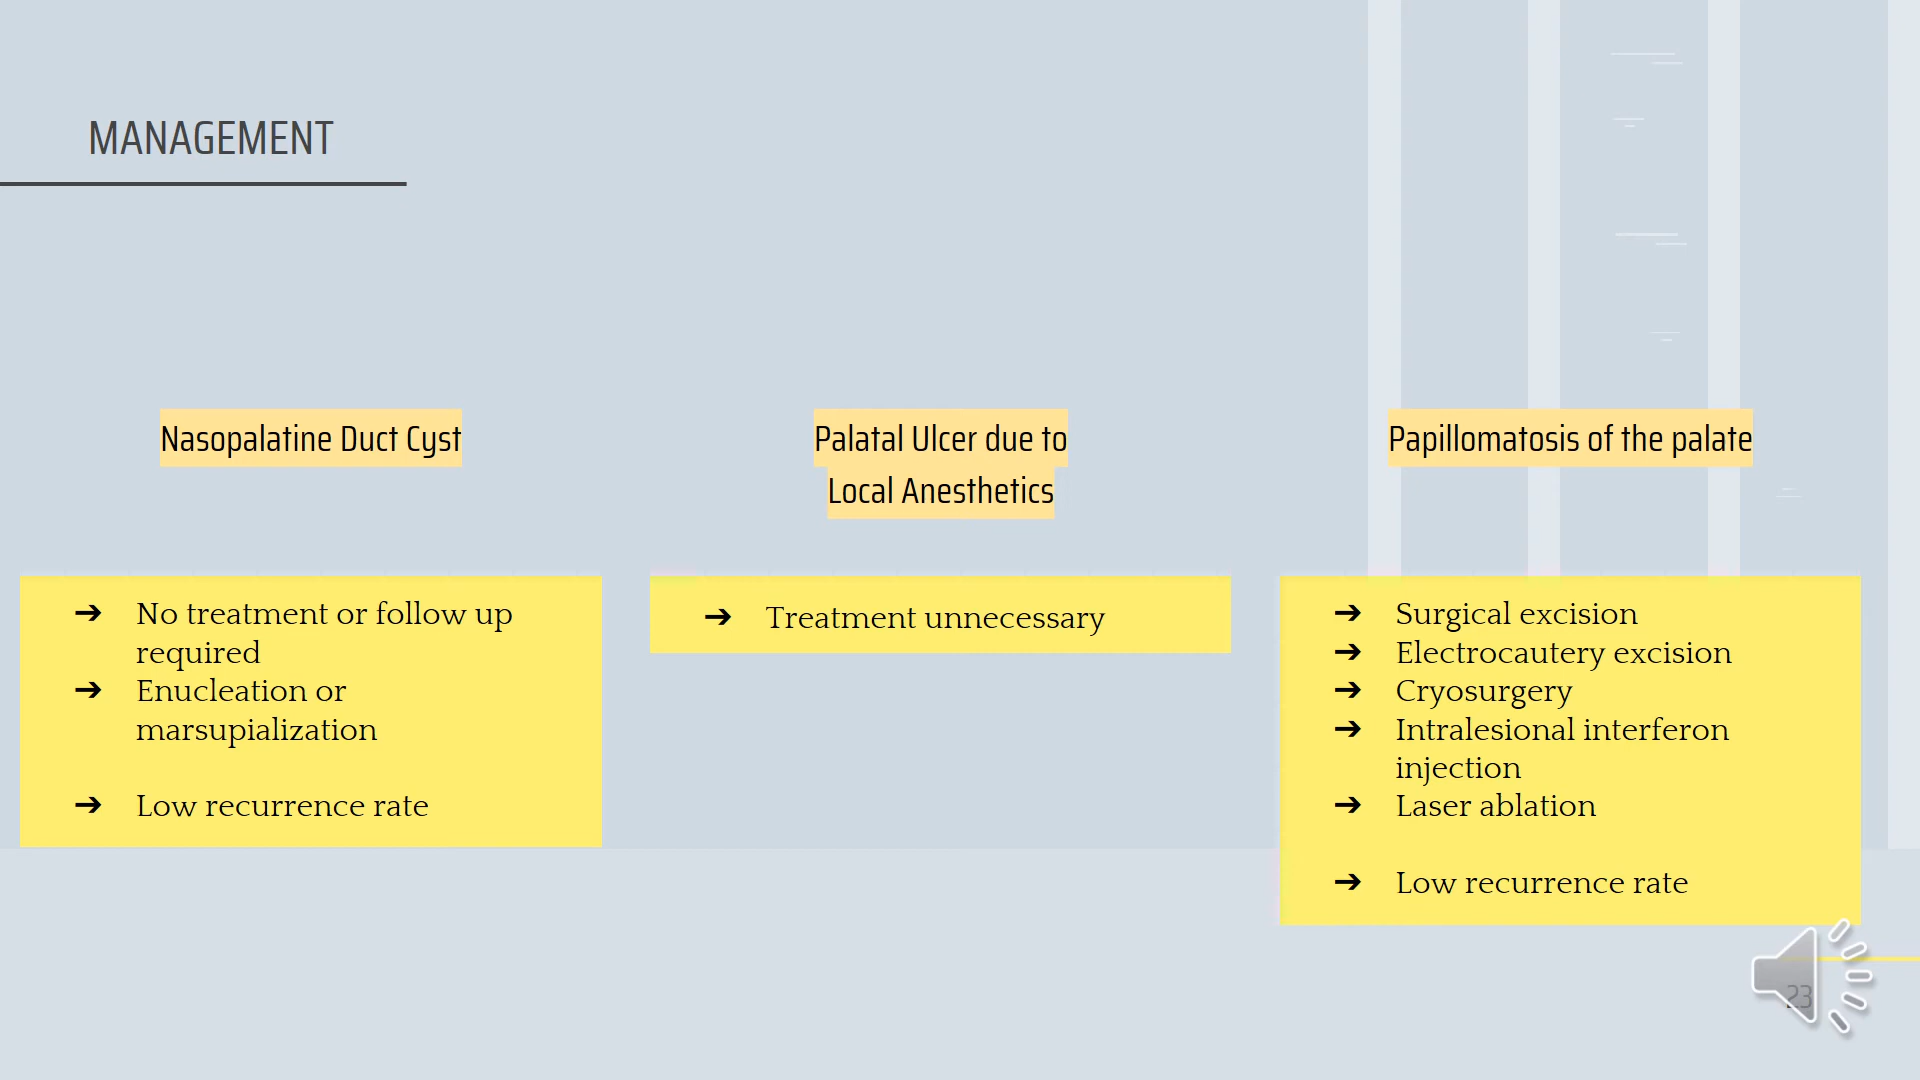 MANAGEMENT
Nasopalatine Duct Cyst
➔ No treatment or follow up
required
➔ Enucleation or
marsupialization
➔ Low recurrence rate
Palatal Ulcer due to
Local Anesthetics
➔ Treatment unnecessary
Papillomatosis of the palate
➔ Surgical excision
➔ Electrocautery excision
➔ Cryosurgery
➔ Intralesional interferon
injection
➔ Laser ablation
➔ Low recurrence rate
23